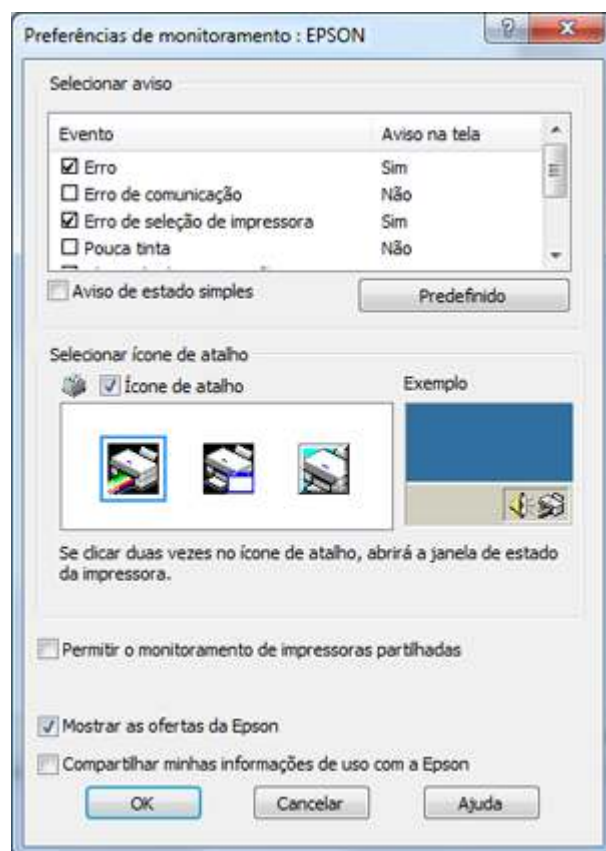 Preferências de monitoramento : EPSON
Selecionar aviso
Evento Aviso na tela
Erro Sim
Erro de comunicação Não
Erro de seleção de impressora Sim
Pouca tinta Não
Aviso de estado simples Predefinido
Selecionar ícone de atalho
Ícone de atalho Exemplo
Se clicar duas vezes no ícone de atalho, abrirá a janela de estado
da impressora.
Permitir o monitoramento de impressoras partilhadas
Mostrar as ofertas da Epson
Compartilhar minhas informações de uso com a Epson
OK Cancelar Ajuda